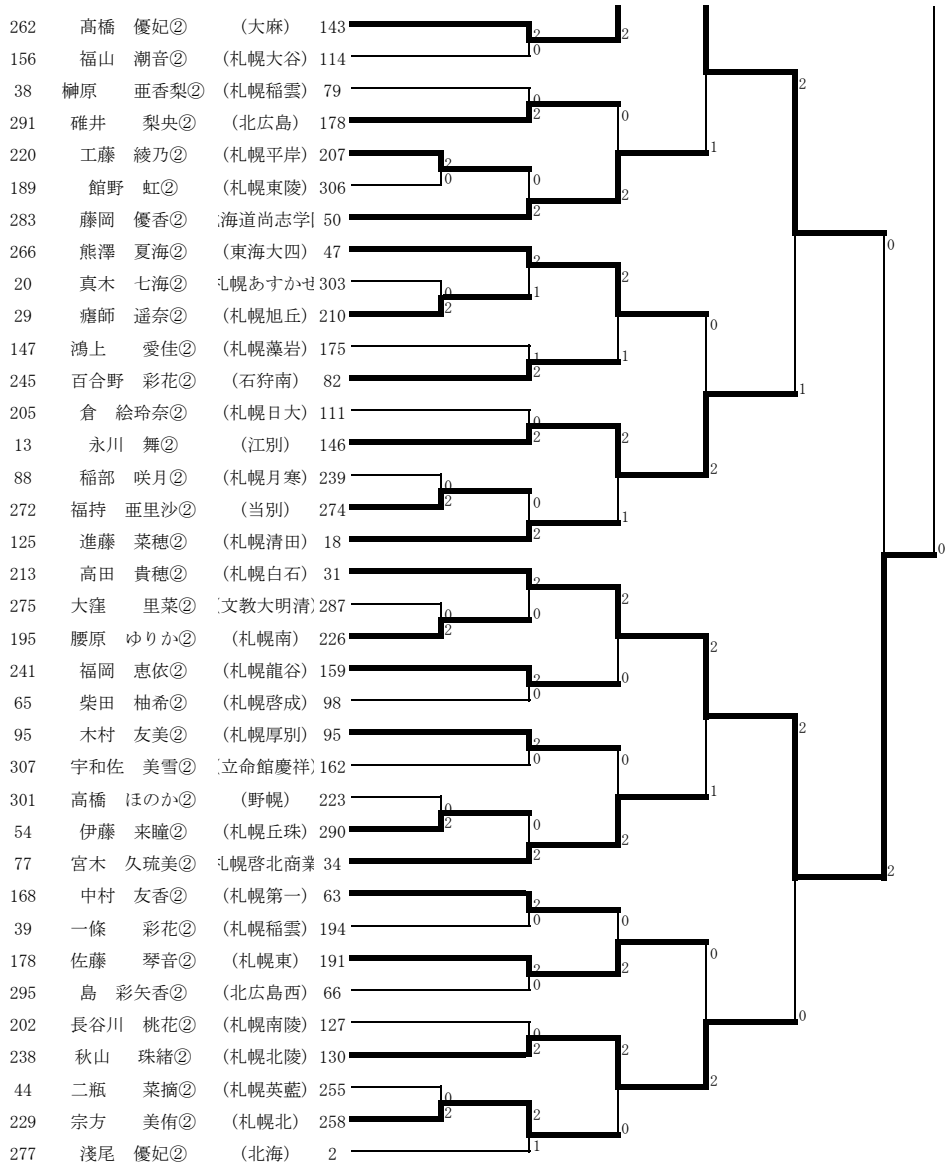 262 髙橋 優妃② (大麻) 143
156 福山 潮音② (札幌大谷) 114
38 榊原 亜香梨② (札幌稲雲) 79
291 碓井 梨央② (北広島) 178
220 工藤 綾乃② (札幌平岸) 207
189 館野 虹② (札幌東陵) 306
283 藤岡 優香② 海道尚志学 50
266 熊澤 夏海② (東海大四) 47
20 真木 七海② 札幌あすかぜ 303
29 瘧師 遥奈② (札幌旭丘) 210
147 鴻上 愛佳② (札幌藻岩) 175
245 百合野 彩花② (石狩南) 82
205 倉 絵玲奈② (札幌日大) 111
13 永川 舞② (江別) 146
88 稲部 咲月② (札幌月寒) 239
272 福持 亜里沙② (当別) 274
125 進藤 菜穂② (札幌清田) 18
213 高田 貴穂② (札幌白石) 31
275 大窪 里菜② (文教大明清) 287
195 腰原 ゆりか② (札幌南) 226
241 福岡 恵依② (札幌龍谷) 159
65 柴田 柚希② (札幌啓成) 98
95 木村 友美② (札幌厚別) 95
307 宇和佐 美雪② (立命館慶祥) 162
301 高橋 ほのか② (野幌) 223
54 伊藤 来瞳② (札幌丘珠) 290
77 宮木 久琉美② 札幌啓北商業 34
168 中村 友香② (札幌第一) 63
39 一條 彩花② (札幌稲雲) 194
178 佐藤 琴音② (札幌東) 191
295 島 彩矢香② (北広島西) 66
202 長谷川 桃花② (札幌南陵) 127
238 秋山 珠緒② (札幌北陵) 130
44 二瓶 菜摘② (札幌英藍) 255
229 宗方 美侑② (札幌北) 258
277 淺尾 優妃② (北海) 2
2 0 2
0 2 0
2 0 0 2 2 1
2 0 2 1 2
1 2 1 0
0 2 2
0 2 0 2 1 2
1
2 0 0 2 2
2 0 0 2
2 0 0
0 2 0 2 2 1
2
2 0 0
2 0 2 0
0 2 2
0 2 2 1 0 2
0
0 2 0